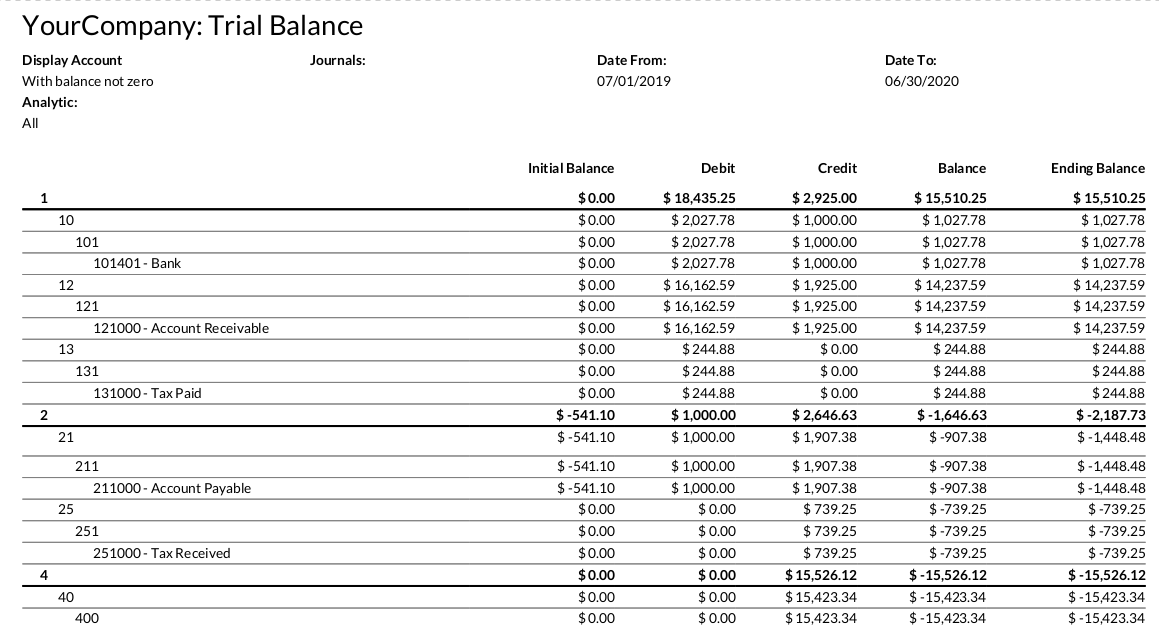 YourCompany: Trial Balance
Display Account Journals: Date From: Date To:
With balance not zero 07/01/2019 06/30/2020
Analytic:
All
Initial Balance Debit Credit Balance Ending Balance
1 $ 0.00 $ 18,435.25 $ 2,925.00 $ 15,510.25 $ 15,510.25
10 $ 0.00 $ 2,027.78 $ 1,000.00 $ 1,027.78 $ 1,027.78
101 $ 0.00 $ 2,027.78 $ 1,000.00 $ 1,027.78 $ 1,027.78
101401 - Bank $ 0.00 $ 2,027.78 $ 1,000.00 $ 1,027.78 $ 1,027.78
12 $ 0.00 $ 16,162.59 $ 1,925.00 $ 14,237.59 $ 14,237.59
121 $ 0.00 $ 16,162.59 $ 1,925.00 $ 14,237.59 $ 14,237.59
121000 - Account Receivable $ 0.00 $ 16,162.59 $ 1,925.00 $ 14,237.59 $ 14,237.59
13 $ 0.00 $ 244.88 $ 0.00 $ 244.88 $ 244.88
131 $ 0.00 $ 244.88 $ 0.00 $ 244.88 $ 244.88
131000 - Tax Paid $ 0.00 $ 244.88 $ 0.00 $ 244.88 $ 244.88
2 $ -541.10 $ 1,000.00 $ 2,646.63 $ -1,646.63 $ -2,187.73
21 $ -541.10 $ 1,000.00 $ 1,907.38 $ -907.38 $ -1,448.48
211 $ -541.10 $ 1,000.00 $ 1,907.38 $ -907.38 $ -1,448.48
211000 - Account Payable $ -541.10 $ 1,000.00 $ 1,907.38 $ -907.38 $ -1,448.48
25 $ 0.00 $ 0.00 $ 739.25 $ -739.25 $ -739.25
251 $ 0.00 $ 0.00 $ 739.25 $ -739.25 $ -739.25
251000 - Tax Received $ 0.00 $ 0.00 $ 739.25 $ -739.25 $ -739.25
4 $ 0.00 $ 0.00 $ 15,526.12 $ -15,526.12 $ -15,526.12
40 $ 0.00 $ 0.00 $ 15,423.34 $ -15,423.34 $ -15,423.34
400 $ 0.00 $ 0.00 $ 15,423.34 $ -15,423.34 $ -15,423.34